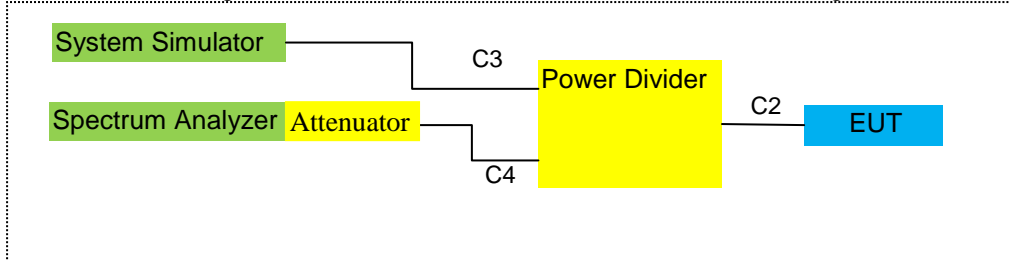 System Simulator
C3
Power Divider
C2
Spectrum Analyzer Attenuator
EUT
C4